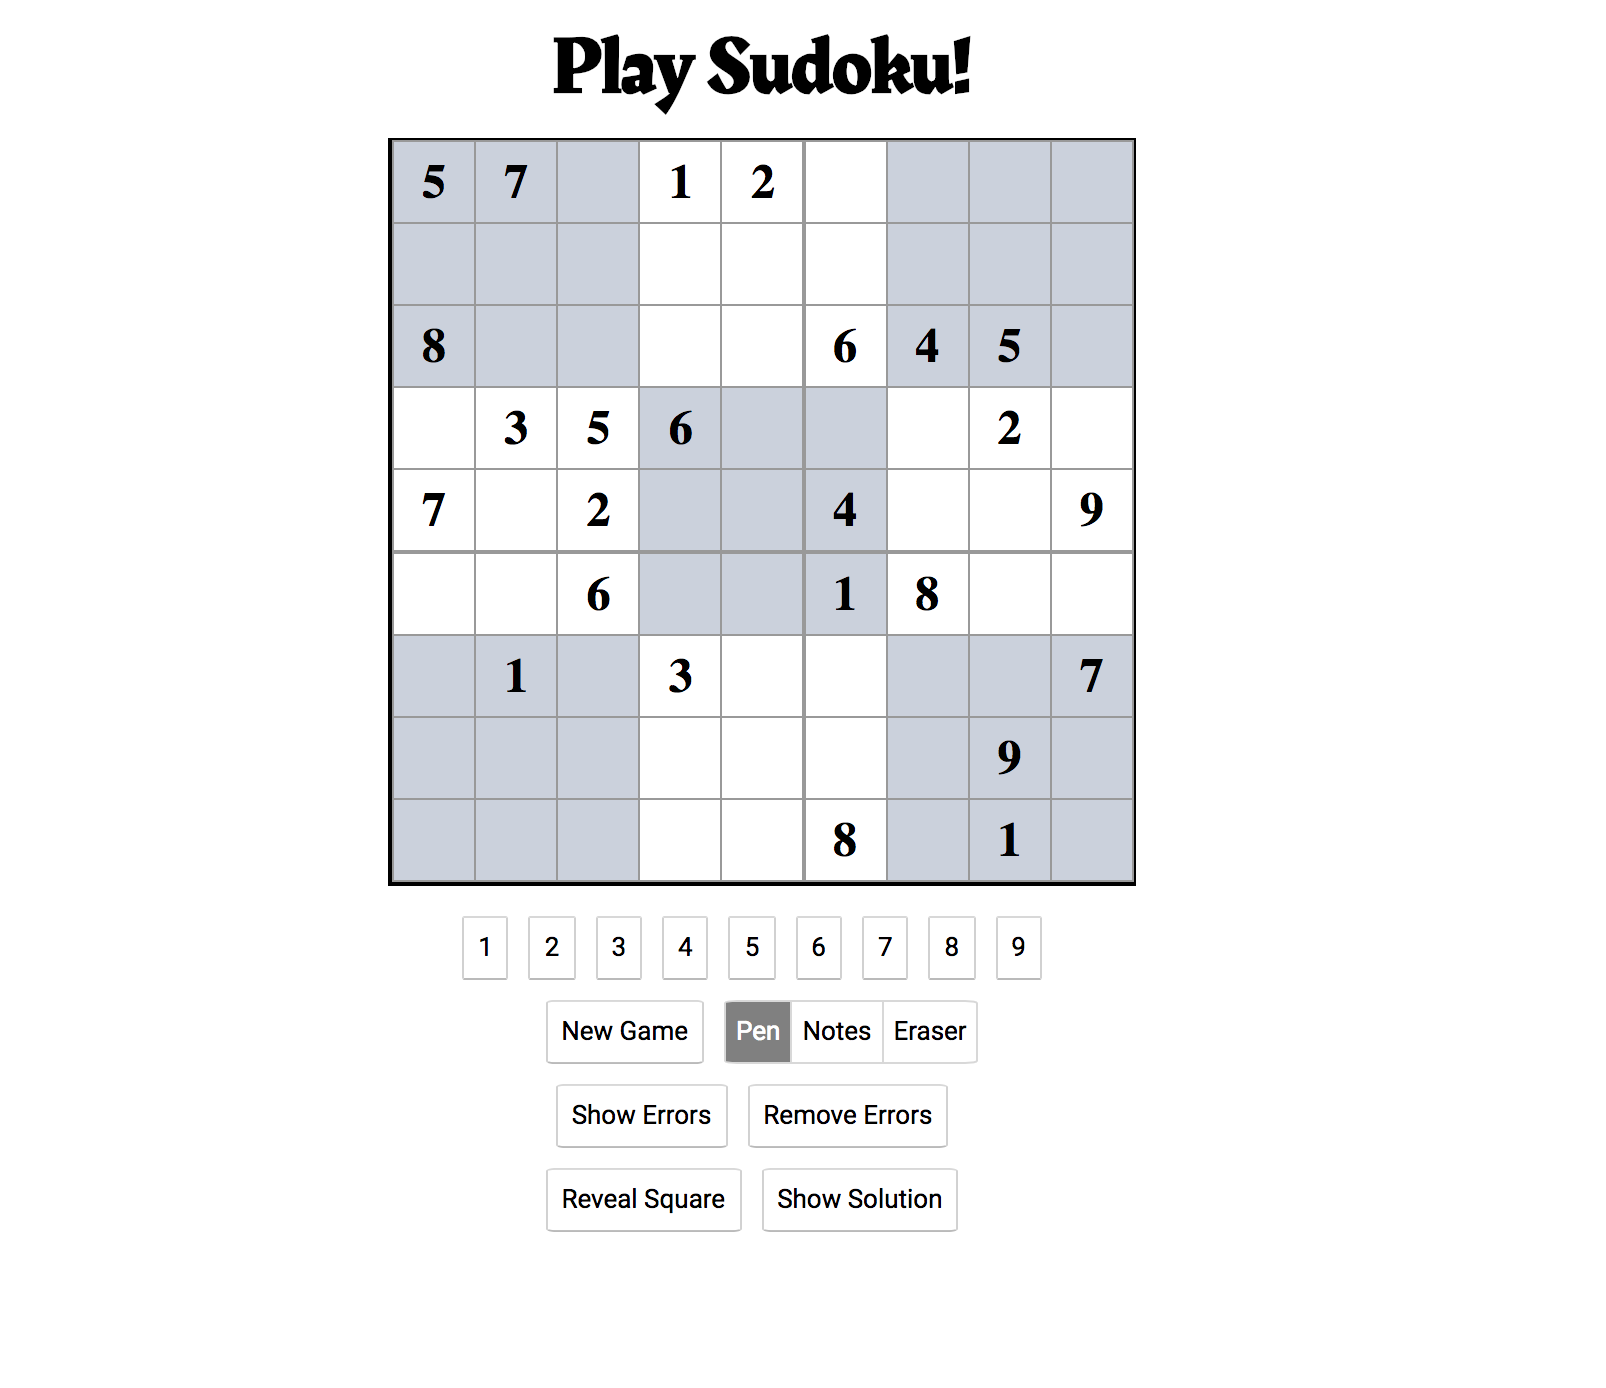 Play Sudoku!
5 7 1 2
8 6 4 5
3 5 6 2
7 2 4 9
6 1 8
1 3 7
9
8 1
1 2 3 4 5 6 7 8 9
New Game Pen Notes Eraser
Show Errors Remove Errors
Reveal Square Show Solution